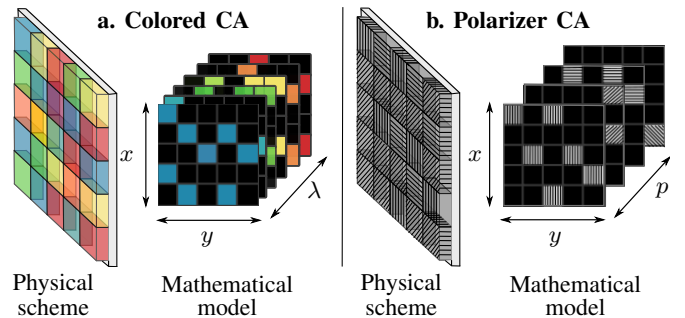 a. Colored CA
b. Polarizer CA
x
λ
y
x
p
y
Physical
scheme
Mathematical
model
Physical
scheme
Mathematical
model